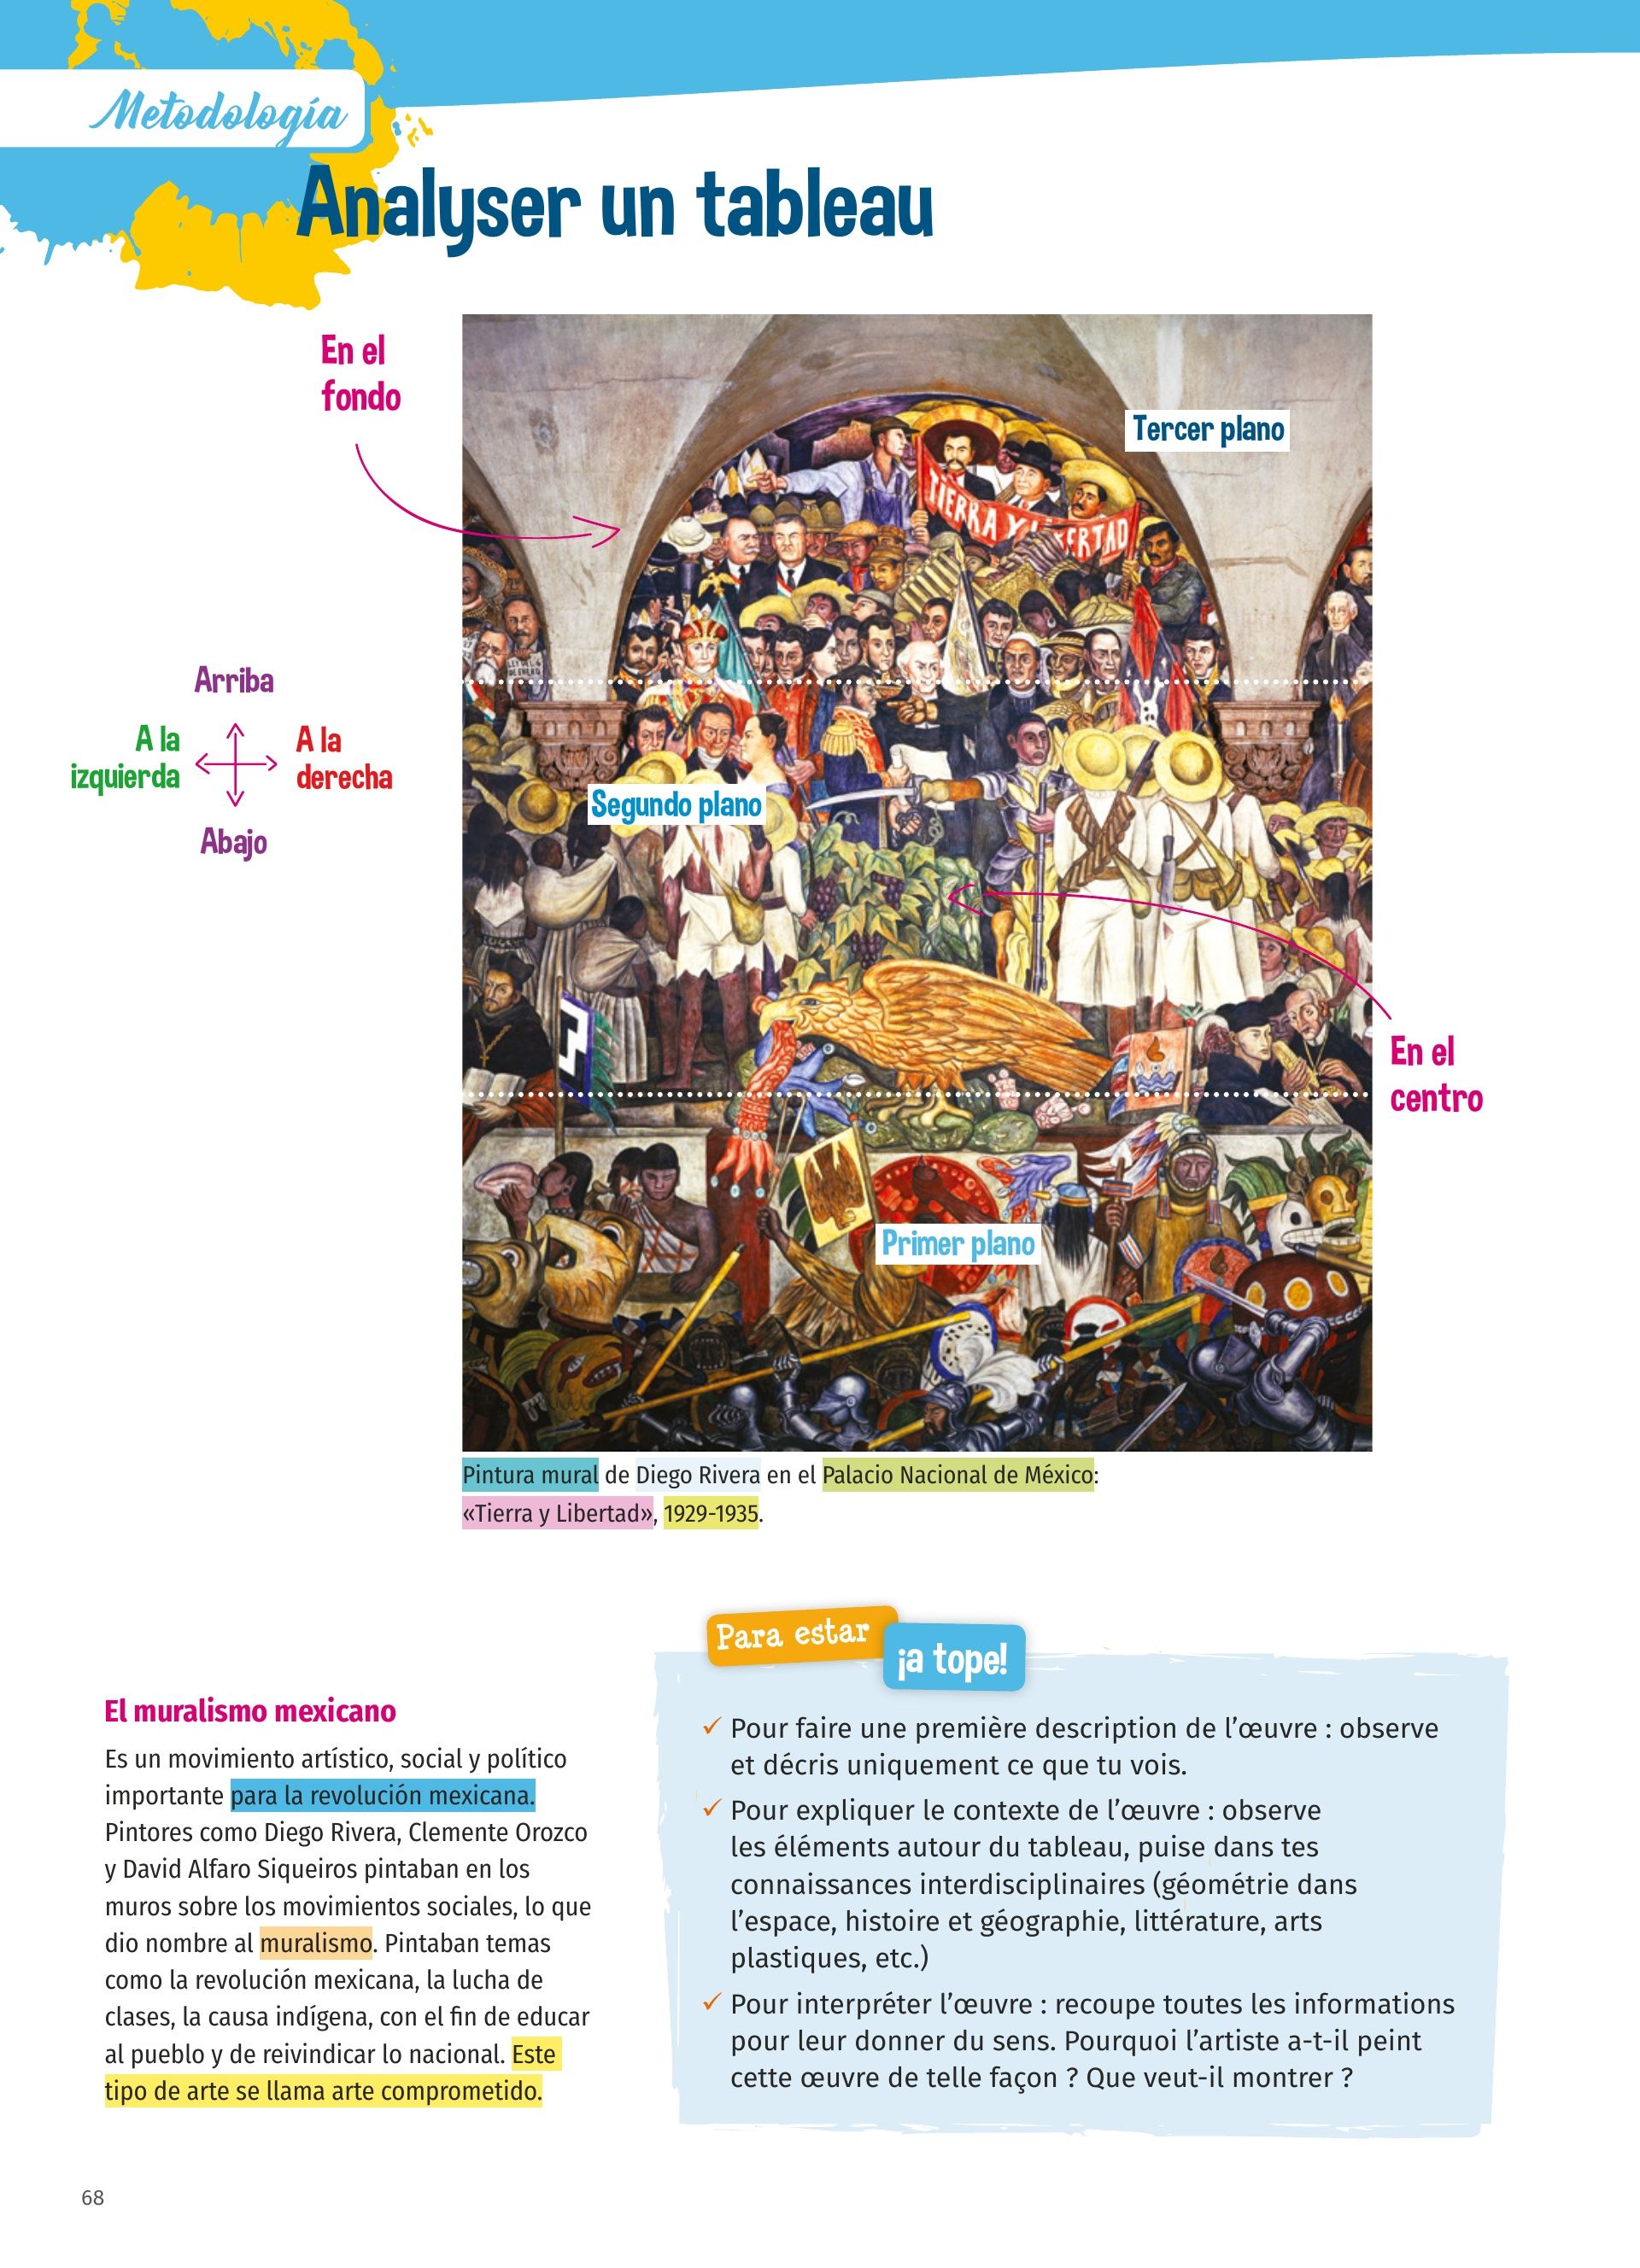 Metodología
Analyser un tableau
En el
fondo
Tercer plano
TIERRA Y LIBERTAD
Arriba
A la
izquierda
A la
derecha
Abajo
Segundo plano
En el
centro
Primer plano
Pintura mural de Diego Rivera en el Palacio Nacional de México:
«Tierra y Libertad», 1929-1935.
El muralismo mexicano
Es un movimiento artístico, social y político
importante para la revolución mexicana.
Pintores como Diego Rivera, Clemente Orozco
y David Alfaro Siqueiros pintaban en los
muros sobre los movimientos sociales, lo que
dio nombre al muralismo. Pintaban temas
como la revolución mexicana, la lucha de
clases, la causa indígena, con el fin de educar
al pueblo y de reivindicar lo nacional. Este
tipo de arte se llama arte comprometido.
Para estar
¡a tope!
✓ Pour faire une première description de l'œuvre : observe
et décris uniquement ce que tu vois.
✓ Pour expliquer le contexte de l'œuvre : observe
les éléments autour du tableau, puise dans tes
connaissances interdisciplinaires (géométrie dans
l'espace, histoire et géographie, littérature, arts
plastiques, etc.)
✓ Pour interpréter l'œuvre : recoupe toutes les informations
pour leur donner du sens. Pourquoi l'artiste a-t-il peint
cette œuvre de telle façon ? Que veut-il montrer ?
68